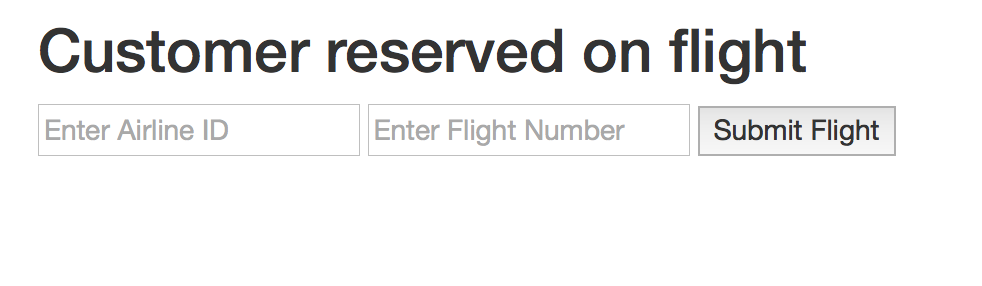 Customer reserved on flight
Enter Airline ID Enter Flight Number Submit Flight